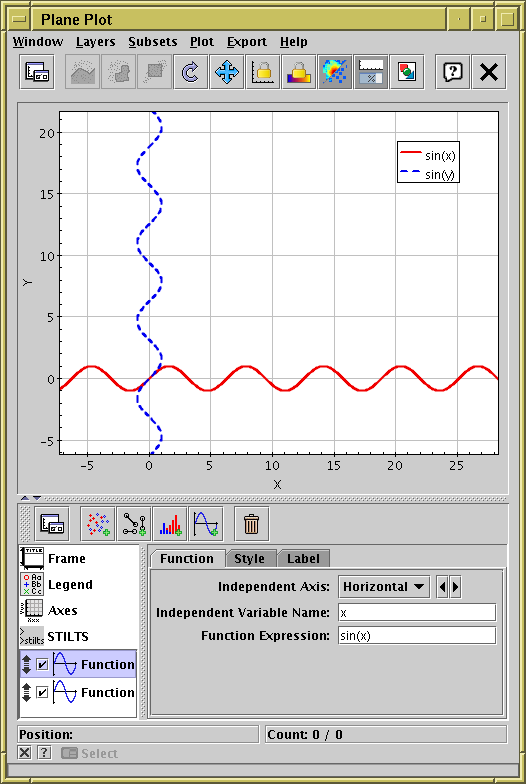 Plane Plot
Window Layers Subsets Plot Export Help
20
15
10
5
0
-5
Y
sin(x)
sin(y)
-5 0 5 10 15 20 25
X
Frame
Legend
Axes
STILTS
Function
Function
Function Style Label
Independent Axis: Horizontal
Independent Variable Name: x
Function Expression: sin(x)
Position: Count: 0 / 0
Select